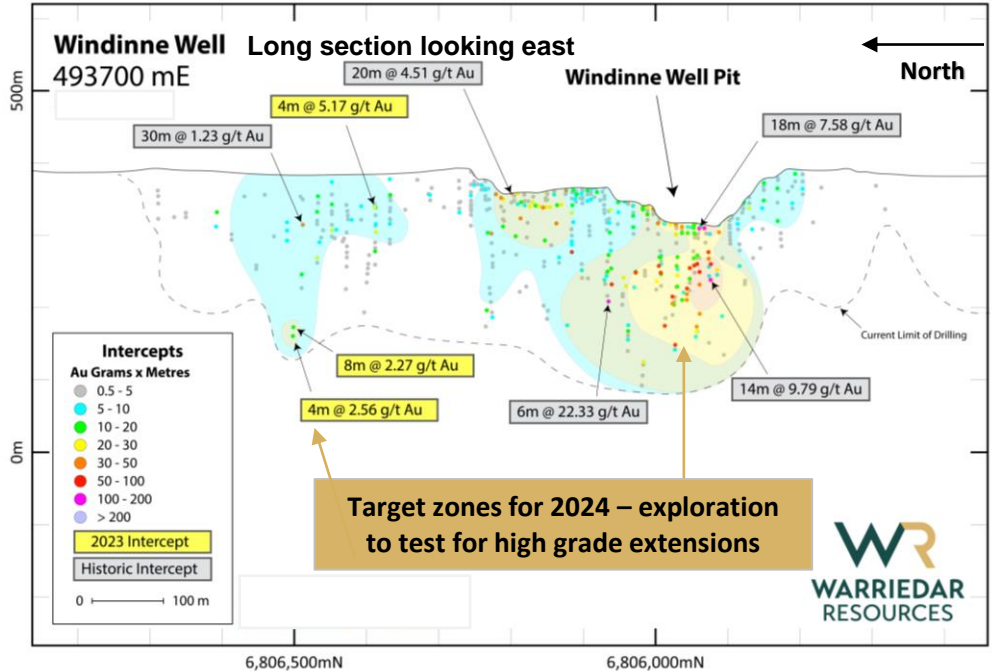 Windinne Well Long section looking east
493700 mE
North
500m
0m
20m @ 4.51 g/t Au
Windinne Well Pit
4m @ 5.17 g/t Au
18m @ 7.58 g/t Au
30m @ 1.23 g/t Au
Current Limit of Drilling
8m @ 2.27 g/t Au
14m @ 9.79 g/t Au
4m @ 2.56 g/t Au
6m @ 22.33 g/t Au
Intercepts
Au Grams x Metres
0.5 - 5
5 - 10
10 - 20
20 - 30
30 - 50
50 - 100
100 - 200
> 200
2023 Intercept
Historic Intercept
0 100 m
Target zones for 2024 – exploration
to test for high grade extensions
WR
WARRIEDAR
RESOURCES
6,806,500mN
6,806,000mN